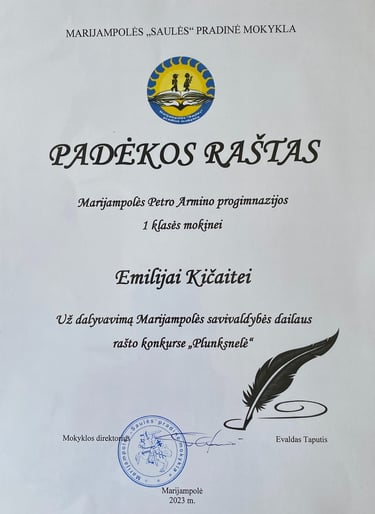 MARIJAMPOLĖS „SAULĖS“ PRADINĖ MOKYKLA
PADĖKOS RAŠTAS
Marijampolės Petro Armino progimnazijos
1 klasės mokinei
Emilijai Kičaitei
Už dalyvavimą Marijampolės savivaldybės dailaus
rašto konkurse „Plunksnelė“
Mokyklos direktorius
Evaldas Taputis
Marijampolė
2023 m.